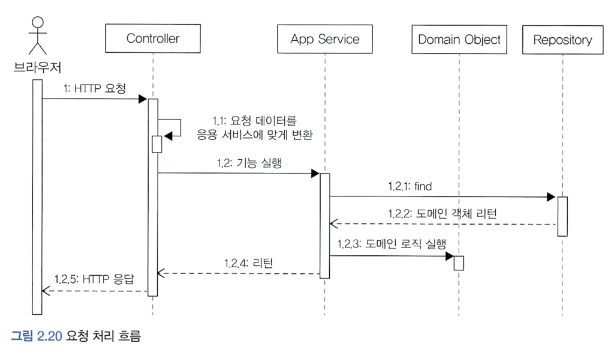 Controller
App Service
Domain Object
Repository
브라우저
1: HTTP 요청
1.1: 요청 데이터를
응용 서비스에 맞게 변환
1.2: 기능 실행
1.2.1: find
1.2.2: 도메인 객체 리턴
1.2.3: 도메인 로직 실행
1.2.4: 리턴
1.2.5: HTTP 응답
그림 2.20 요청 처리 흐름